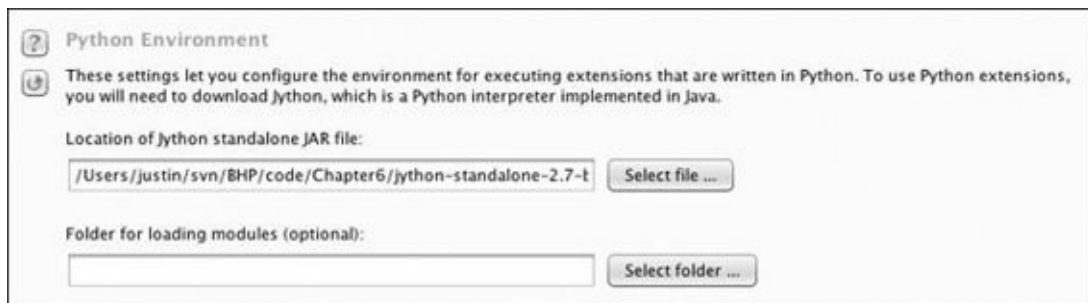 ? Python Environment
These settings let you configure the environment for executing extensions that are written in Python. To use Python extensions,
you will need to download Jython, which is a Python interpreter implemented in Java.
Location of Jython standalone JAR file:
/Users/justin/svn/BHP/code/Chapter6/jython-standalone-2.7-b Select file ...
Folder for loading modules (optional):
Select folder ...